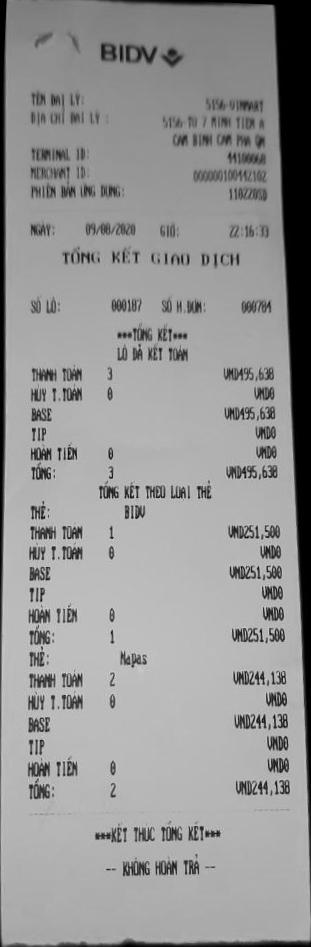 BIDV
TÊN ĐẠI LÝ: 5156-VINMART
ĐỊA CHỈ ĐẠI LÝ : 5156-TO 7 MINH TIEN A
CAM BINH CAM PHA QN
TERMINAL ID: 44100068
MERCHANT ID: 000000100442102
PHIÊN BẢN ỨNG DỤNG: 110220SD
NGÀY: 09/08/2020 GIỜ: 22:16:33
TỔNG KẾT GIAO DỊCH
SỐ LÔ: 000187 SỐ H.ĐƠN: 000784
***TỔNG KẾT***
LÔ ĐÃ KẾT TOÁN
THANH TOÁN 3 VND495,638
HỦY T.TOÁN 0 VND0
BASE VND495,638
TIP VND0
HOÀN TIỀN 0 VND0
TỔNG: 3 VND495,638
TỔNG KẾT THEO LOẠI THẺ
THẺ: BIDV
THANH TOÁN 1 VND251,500
HỦY T.TOÁN 0 VND0
BASE VND251,500
TIP VND0
HOÀN TIỀN 0 VND0
TỔNG: 1 VND251,500
THẺ: Napas
THANH TOÁN 2 VND244,138
HỦY T.TOÁN 0 VND0
BASE VND244,138
TIP VND0
HOÀN TIỀN 0 VND0
TỔNG: 2 VND244,138
***KẾT THÚC TỔNG KẾT***
-- KHÔNG HOÀN TRẢ --